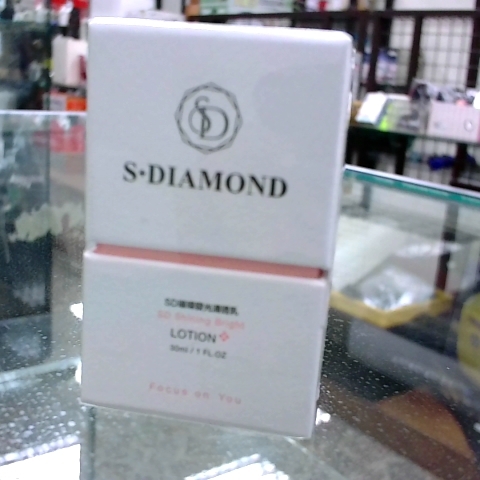 SD
S·DIAMOND
SD Shining Bright
LOTION
30ml / 1 FL.OZ
Focus on You